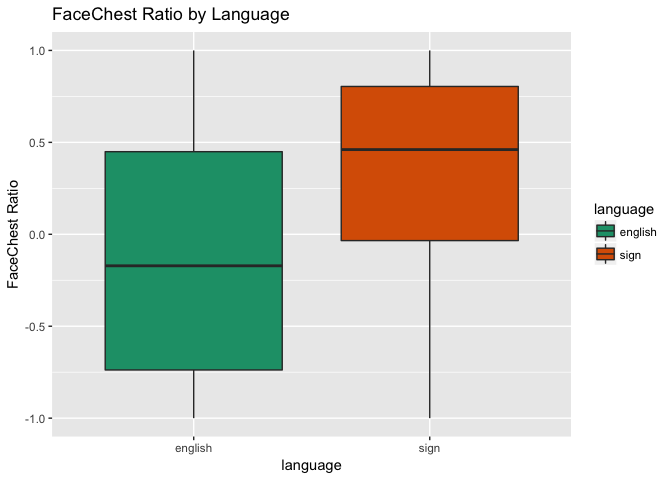 FaceChest Ratio by Language
FaceChest Ratio
1.0
0.5
0.0
-0.5
-1.0
english
sign
language
language
english
sign